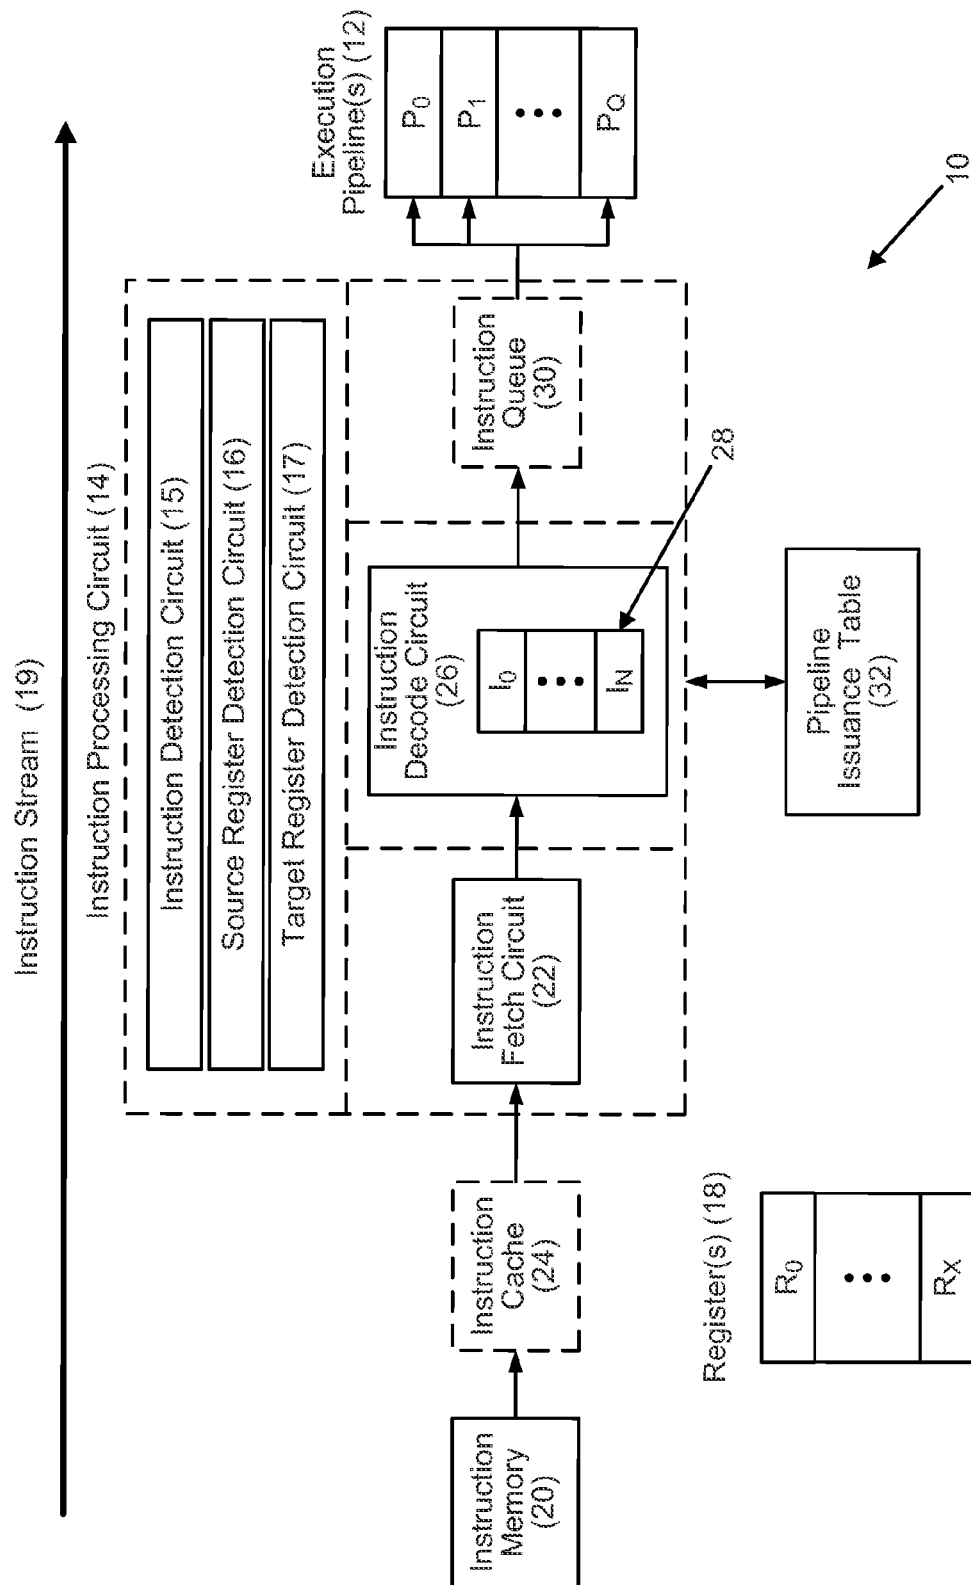 Instruction Stream (19)
Instruction Processing Circuit (14)
Instruction Detection Circuit (15)
Source Register Detection Circuit (16)
Target Register Detection Circuit (17)
Execution
Pipeline(s) (12)
P0
P1
•••
PQ
Instruction
Memory
(20)
Instruction
Cache
(24)
Instruction
Fetch Circuit
(22)
Instruction
Decode Circuit
(26)
I0
•••
IN
28
Instruction
Queue
(30)
Register(s) (18)
R0
•••
RX
Pipeline
Issuance Table
(32)
10